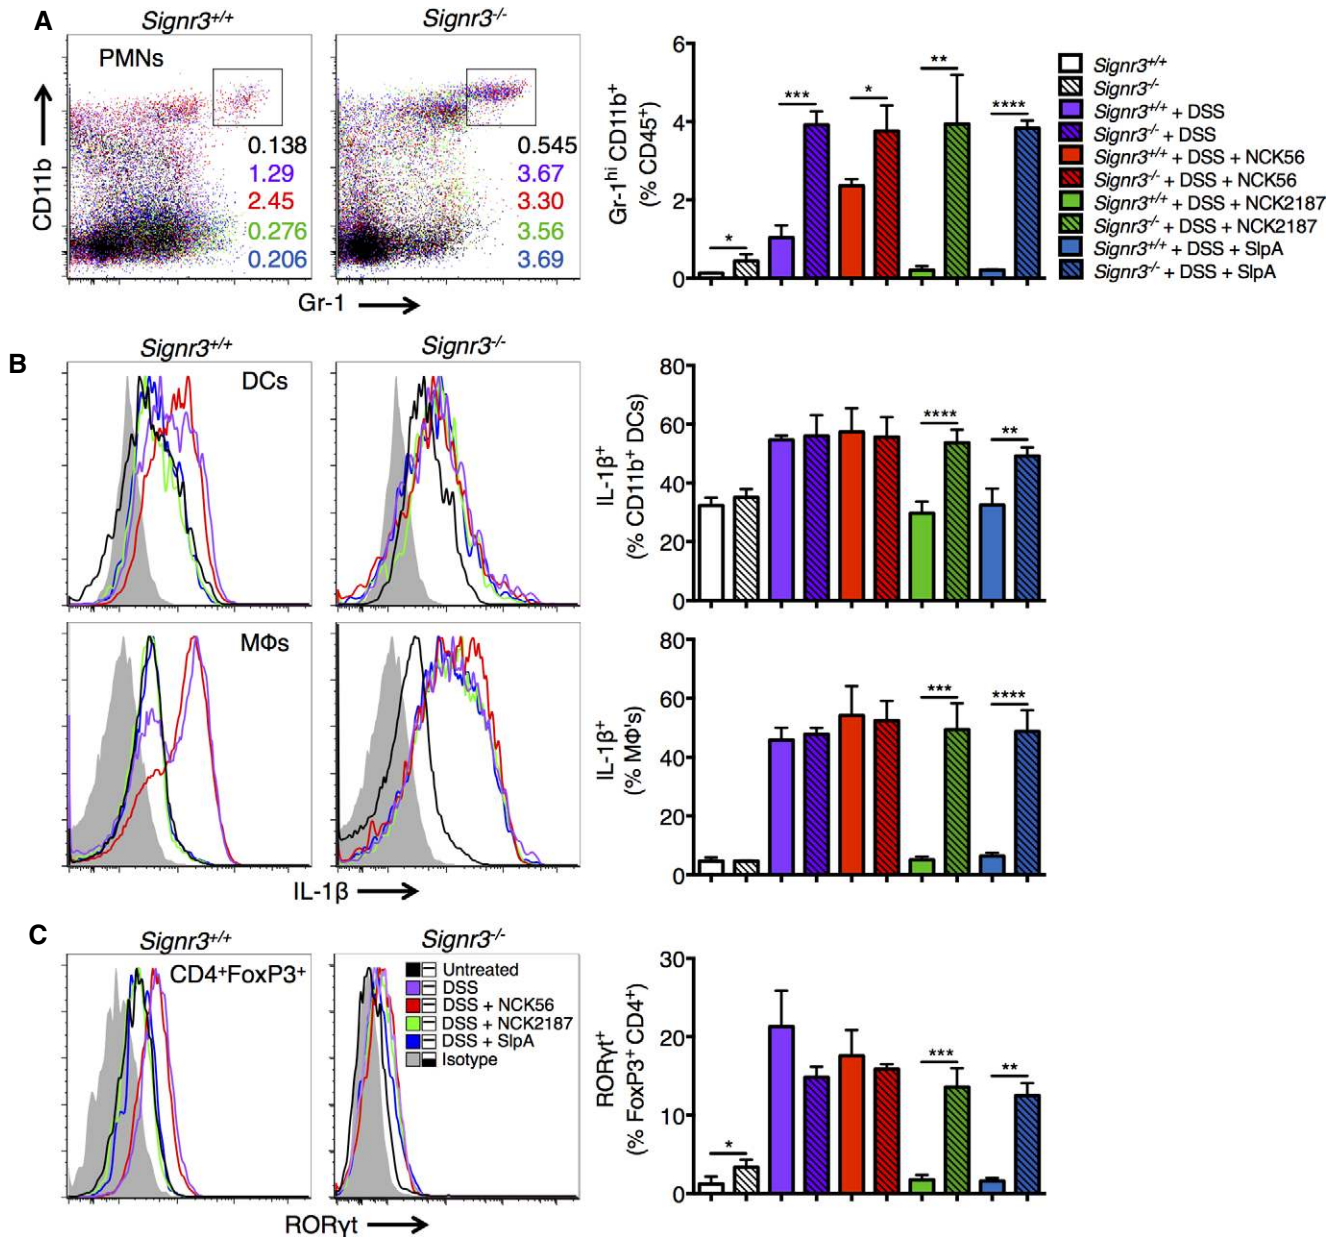 A
Signr3+/+
Signr3-/-
PMNs
CD11b
0.138
1.29
2.45
0.276
0.206
0.545
3.67
3.30
3.56
3.69
Gr-1
Gr-1hi CD11b+
(% CD45+)
6
4
2
0
*
***
*
**
****
Signr3+/+
Signr3-/-
Signr3+/+ + DSS
Signr3-/- + DSS
Signr3+/+ + DSS + NCK56
Signr3-/- + DSS + NCK56
Signr3+/+ + DSS + NCK2187
Signr3-/- + DSS + NCK2187
Signr3+/+ + DSS + SlpA
Signr3-/- + DSS + SlpA
B
Signr3+/+
Signr3-/-
DCs
IL-1β+
(% CD11b+ DCs)
80
60
40
20
0
****
**
MΦs
IL-1β
IL-1β+
(% MΦ's)
80
60
40
20
0
***
****
C
Signr3+/+
Signr3-/-
CD4+FoxP3+
Untreated
DSS
DSS + NCK56
DSS + NCK2187
DSS + SlpA
Isotype
RORγt
RORγt+
(% FoxP3+ CD4+)
30
20
10
0
*
***
**